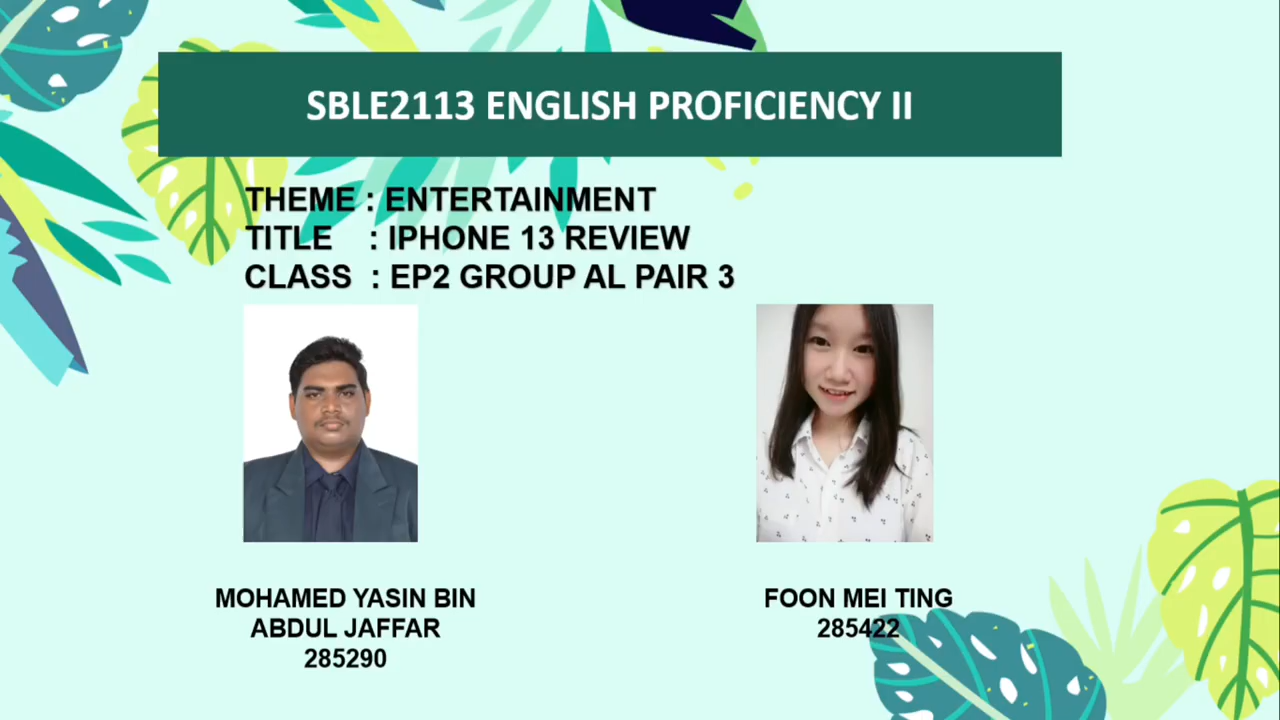 SBLE2113 ENGLISH PROFICIENCY II
THEME : ENTERTAINMENT
TITLE : IPHONE 13 REVIEW
CLASS : EP2 GROUP AL PAIR 3
MOHAMED YASIN BIN
ABDUL JAFFAR
285290
FOON MEI TING
285422